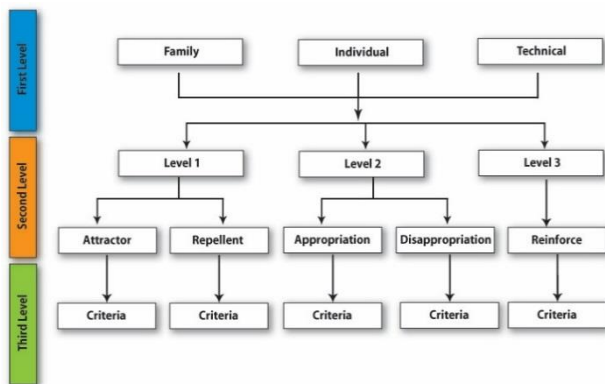 First Level
Family
Individual
Technical
Second Level
Level 1
Level 2
Level 3
Attractor
Repellent
Appropriation
Disappropriation
Reinforce
Third Level
Criteria
Criteria
Criteria
Criteria
Criteria